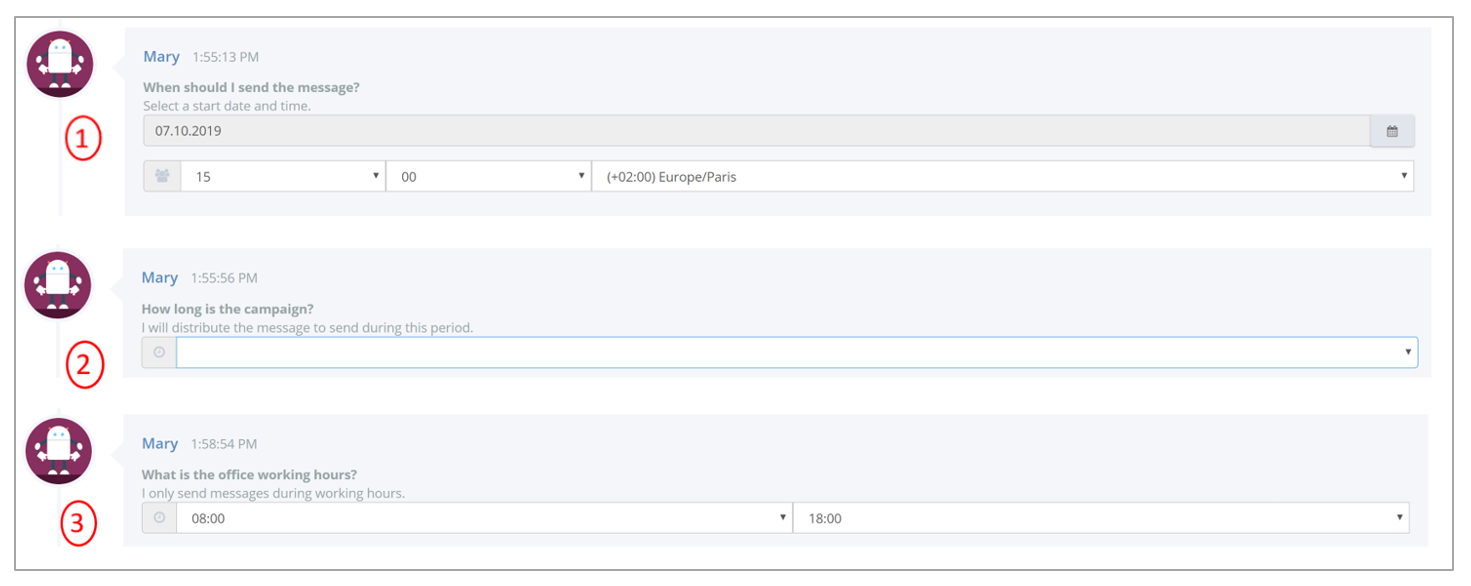 Mary 1:55:13 PM
When should I send the message?
Select a start date and time.
1
07.10.2019
15 00 (+02:00) Europe/Paris
Mary 1:55:56 PM
How long is the campaign?
I will distribute the message to send during this period.
2
Mary 1:58:54 PM
What is the office working hours?
I only send messages during working hours.
3
08:00 18:00